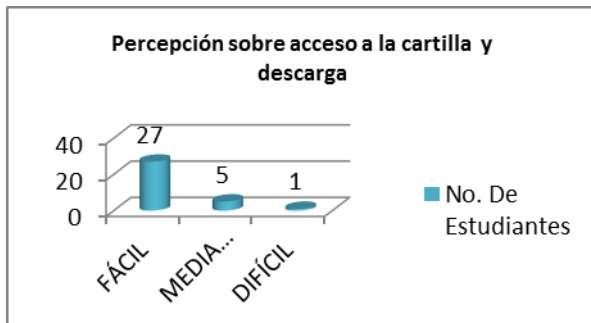 Percepción sobre acceso a la cartilla y
descarga
40
20
0
27
5
1
FÁCIL
MEDIA...
DIFÍCIL
No. De
Estudiantes